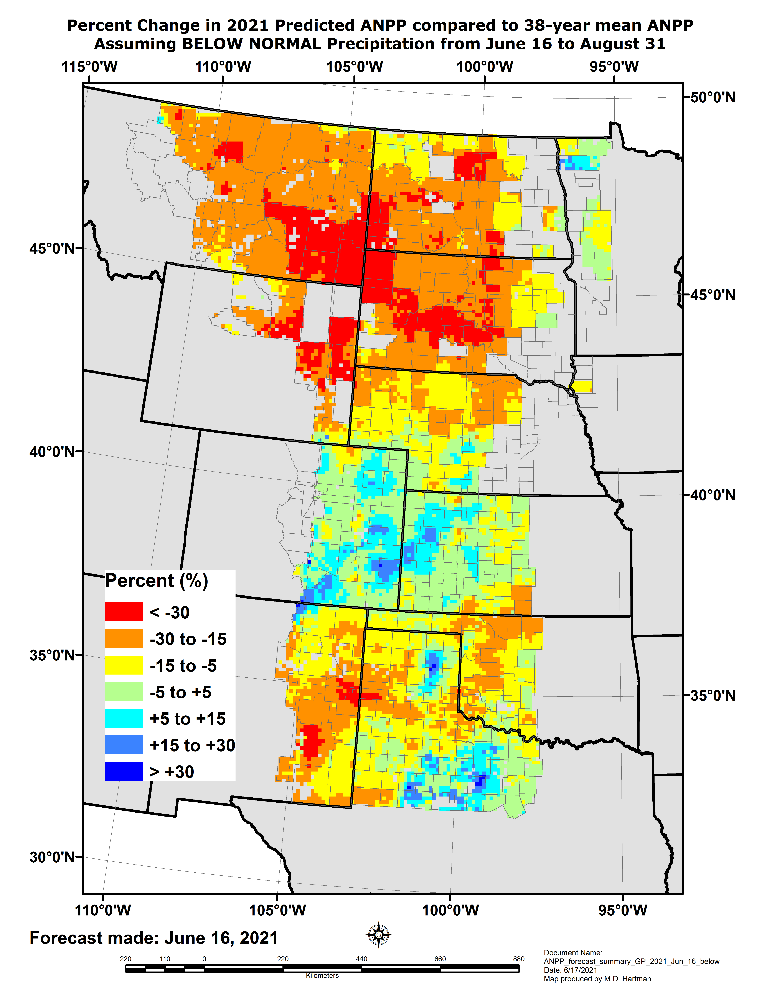 Percent Change in 2021 Predicted ANPP compared to 38-year mean ANPP
Assuming BELOW NORMAL Precipitation from June 16 to August 31
115°0'W 110°0'W 105°0'W 100°0'W 95°0'W
50°0'N
45°0'N
45°0'N
40°0'N
40°0'N
Percent (%)
< -30
-30 to -15
-15 to -5
-5 to +5
+5 to +15
+15 to +30
> +30
35°0'N
35°0'N
30°0'N
110°0'W 105°0'W 100°0'W 95°0'W
Forecast made: June 16, 2021
220 110 0 220 440 660 880
Kilometers
Document Name:
ANPP_forecast_summary_GP_2021_Jun_16_below
Date: 6/17/2021
Map produced by M.D. Hartman